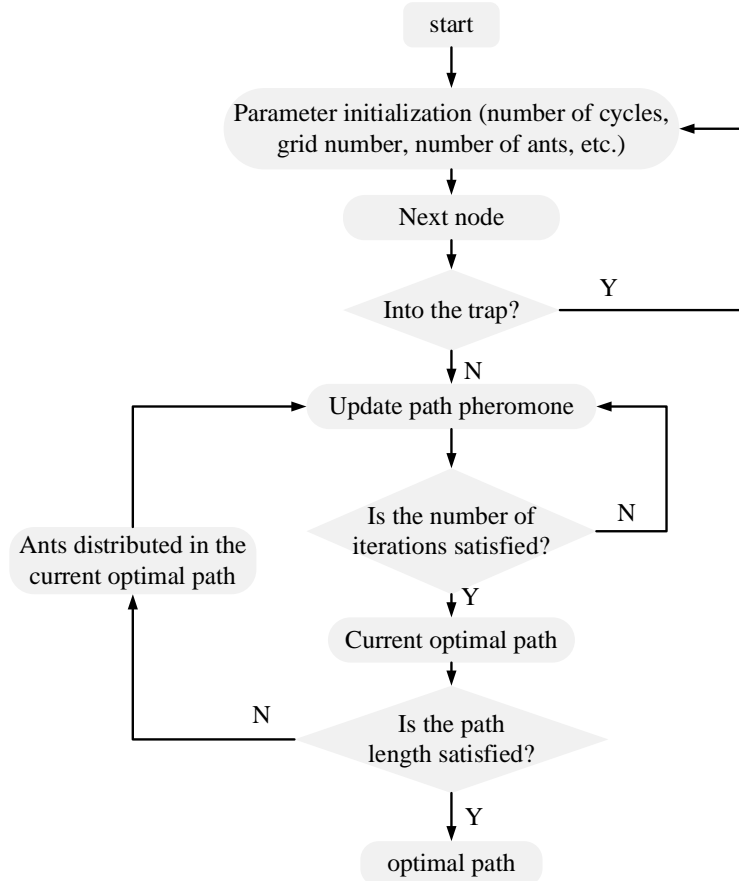 start
Parameter initialization (number of cycles,
grid number, number of ants, etc.)
Next node
Into the trap?
Y
N
Update path pheromone
Is the number of
iterations satisfied?
N
Ants distributed in the
current optimal path
Y
Current optimal path
N
Is the path
length satisfied?
Y
optimal path